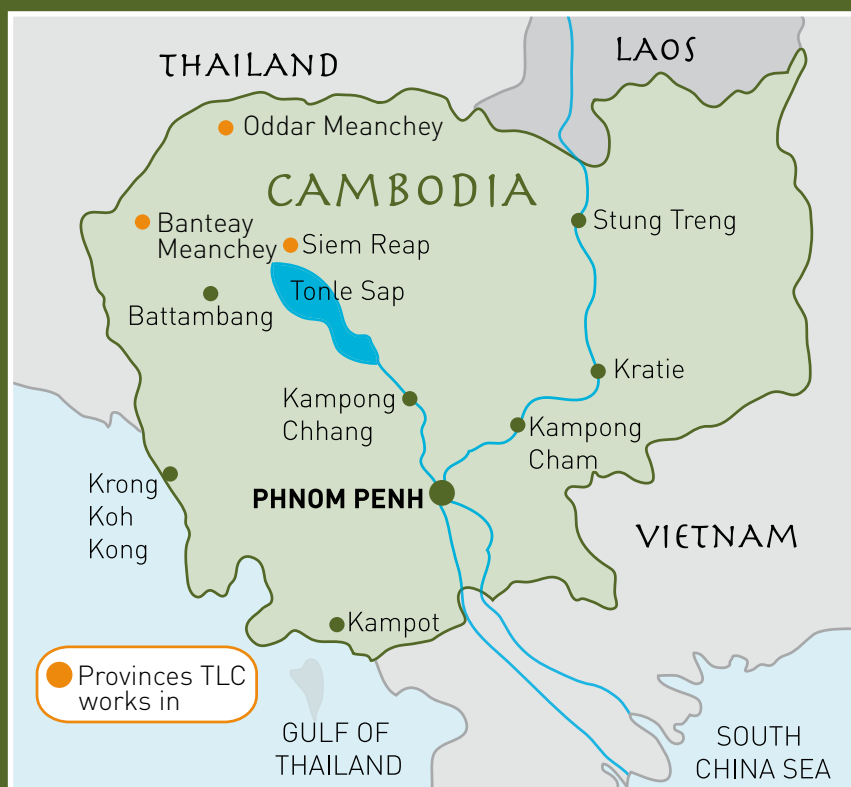 THAILAND
LAOS
Oddar Meanchey
CAMBODIA
Banteay
Meanchey
Siem Reap
Stung Treng
Tonle Sap
Battambang
Kratie
Kampong
Chhang
Kampong
Cham
Krong
Koh
Kong
PHNOM PENH
VIETNAM
Kampot
Provinces TLC
works in
GULF OF
THAILAND
SOUTH
CHINA SEA